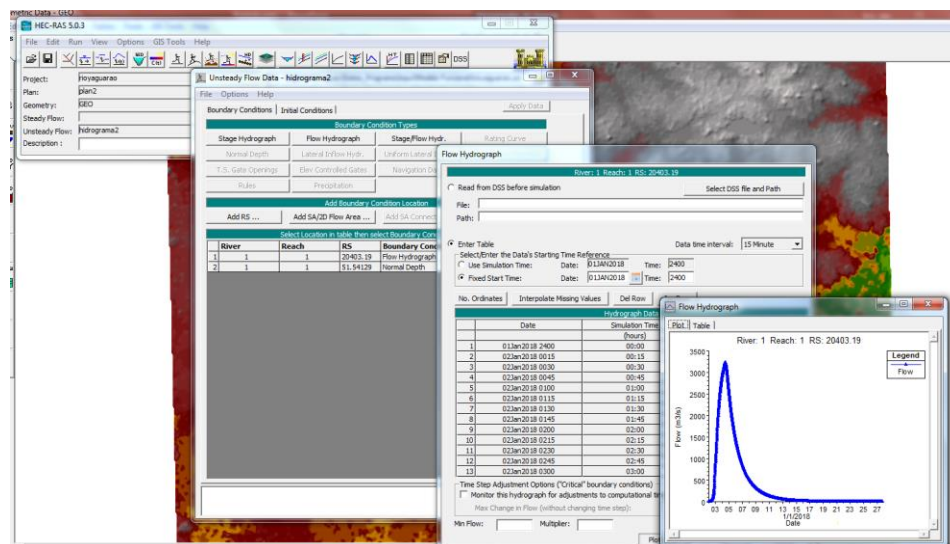 ometric Data - GEO
HEC-RAS 5.0.3
File Edit Run View Options GIS Tools Help
DSS
Project: rioyaguarao
Plan: plan2
Geometry: GEO
Steady Flow:
Unsteady Flow: hidrograma2
Description :
Unsteady Flow Data - hidrograma2
File Options Help
Boundary Conditions Initial Conditions Apply Data
Boundary Condition Types
Stage Hydrograph Flow Hydrograph Stage/Flow Hydr. Rating Curve
Normal Depth Lateral Inflow Hydr. Uniform Lateral
T.S. Gate Openings Elev Controlled Gates Navigation
Rules Precipitation
Add Boundary Condition Location
Add RS ... Add SA/2D Flow Area ... Add SA Connect
Select Location in table then select Boundary Con
River Reach RS Boundary Cond
1 1 1 20403.19 Flow Hydrograph
2 1 1 51.54129 Normal Depth
Flow Hydrograph
River: 1 Reach: 1 RS: 20403.19
Read from DSS before simulation Select DSS file and Path
File:
Path:
Enter Table Data time interval: 15 Minute
Select/Enter the Data's Starting Time Reference
Use Simulation Time: Date: 01JAN2018 Time: 2400
Fixed Start Time: Date: 01JAN2018 Time: 2400
No. Ordinates Interpolate Missing Values Del Row
Hydrograph Data
Date Simulation Time
(hours)
1 01Jan2018 2400 00:00
2 02Jan2018 0015 00:15
3 02Jan2018 0030 00:30
4 02Jan2018 0045 00:45
5 02Jan2018 0100 01:00
6 02Jan2018 0115 01:15
7 02Jan2018 0130 01:30
8 02Jan2018 0145 01:45
9 02Jan2018 0200 02:00
10 02Jan2018 0215 02:15
11 02Jan2018 0230 02:30
12 02Jan2018 0245 02:45
13 02Jan2018 0300 03:00
Time Step Adjustment Options ("Critical" boundary conditions)
Monitor this hydrograph for adjustments to computational tim
Max Change in Flow (without changing time step):
Min Flow: Multiplier:
Plo
Flow Hydrograph
Plot Table
River: 1 Reach: 1 RS: 20403.19
Legend
Flow
Flow (m3/s)
3500
3000
2500
2000
1500
1000
500
0
03 05 07 09 11 13 15 17 19 21 23 25 27
1/1/2018
Date